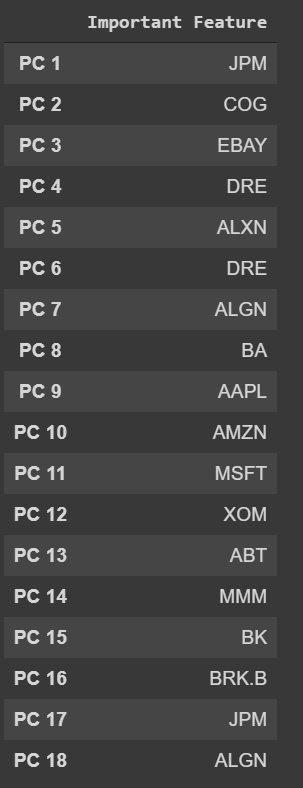 Important Feature
PC 1 JPM
PC 2 COG
PC 3 EBAY
PC 4 DRE
PC 5 ALXN
PC 6 DRE
PC 7 ALGN
PC 8 BA
PC 9 AAPL
PC 10 AMZN
PC 11 MSFT
PC 12 XOM
PC 13 ABT
PC 14 MMM
PC 15 BK
PC 16 BRK.B
PC 17 JPM
PC 18 ALGN